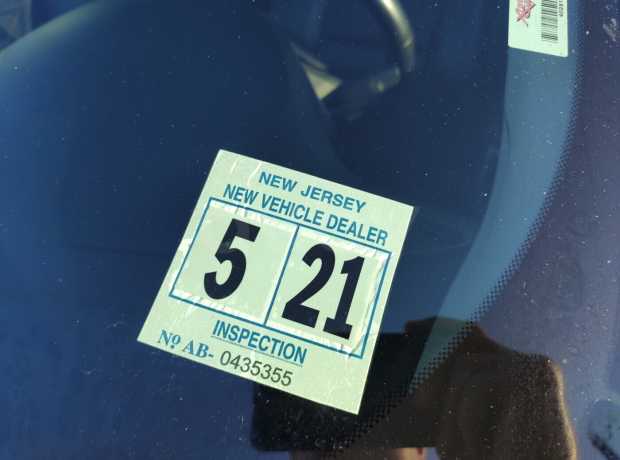 NEW JERSEY
NEW VEHICLE DEALER
5 21
INSPECTION
Nº AB- 0435355